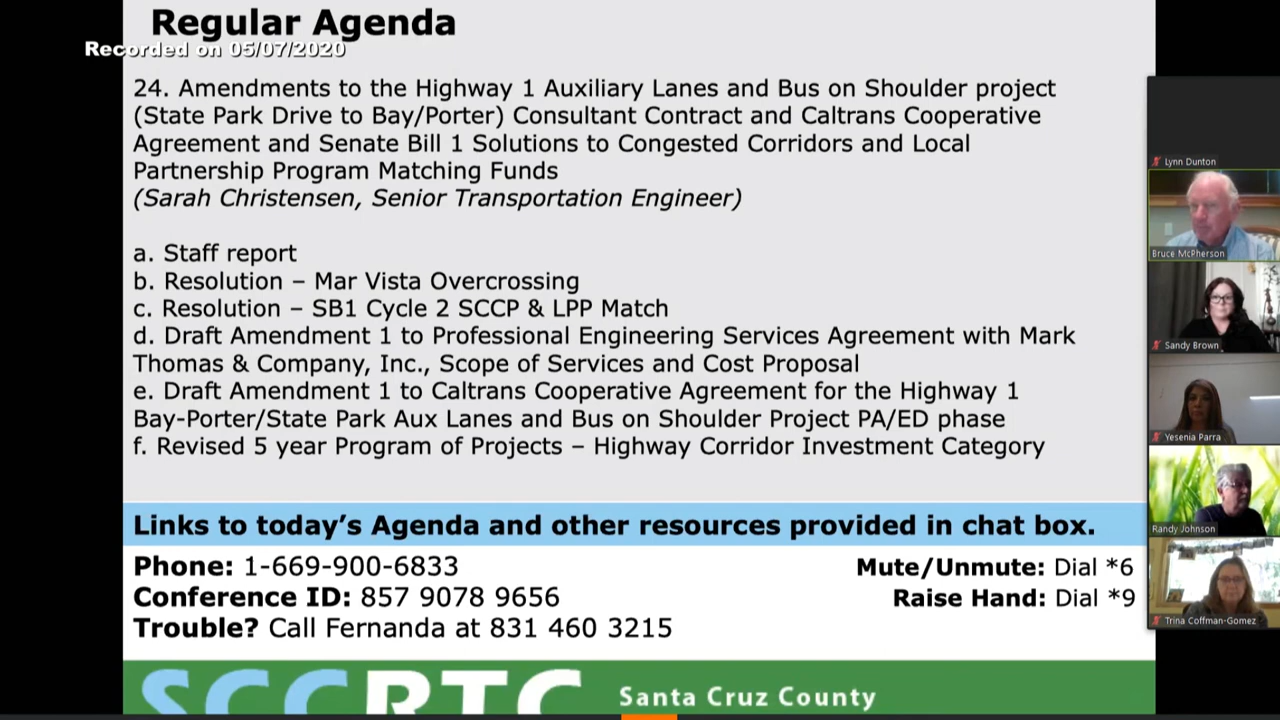 Regular Agenda
Recorded on 05/07/2020
24. Amendments to the Highway 1 Auxiliary Lanes and Bus on Shoulder project
(State Park Drive to Bay/Porter) Consultant Contract and Caltrans Cooperative
Agreement and Senate Bill 1 Solutions to Congested Corridors and Local
Partnership Program Matching Funds
(Sarah Christensen, Senior Transportation Engineer)
a. Staff report
b. Resolution – Mar Vista Overcrossing
c. Resolution – SB1 Cycle 2 SCCP & LPP Match
d. Draft Amendment 1 to Professional Engineering Services Agreement with Mark
Thomas & Company, Inc., Scope of Services and Cost Proposal
e. Draft Amendment 1 to Caltrans Cooperative Agreement for the Highway 1
Bay-Porter/State Park Aux Lanes and Bus on Shoulder Project PA/ED phase
f. Revised 5 year Program of Projects – Highway Corridor Investment Category
Links to today's Agenda and other resources provided in chat box.
Phone: 1-669-900-6833
Conference ID: 857 9078 9656
Trouble? Call Fernanda at 831 460 3215
Mute/Unmute: Dial *6
Raise Hand: Dial *9
SCCRTC
Santa Cruz County
Lynn Dunton
Bruce McPherson
Sandy Brown
Yesenia Parra
Randy Johnson
Trina Coffman-Gomez